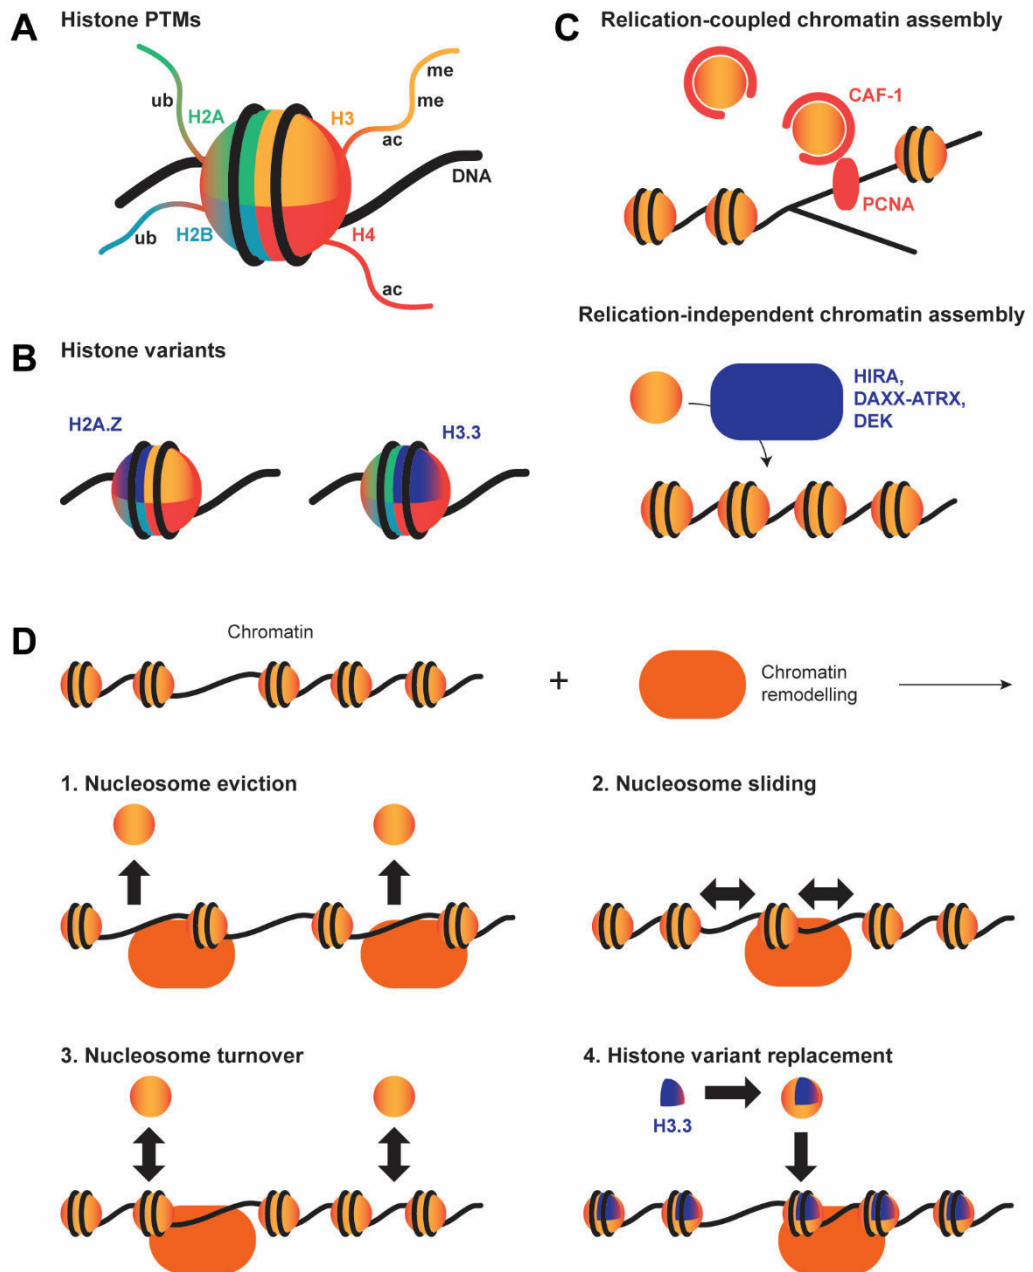 A
Histone PTMs
me
me
ub
H2A
H3
ac
DNA
ub
H2B
H4
ac
B
Histone variants
H2A.Z
H3.3
C
Relication-coupled chromatin assembly
CAF-1
PCNA
Relication-independent chromatin assembly
HIRA,
DAXX-ATRX,
DEK
D
Chromatin
+
Chromatin
remodelling
1. Nucleosome eviction
2. Nucleosome sliding
3. Nucleosome turnover
4. Histone variant replacement
H3.3